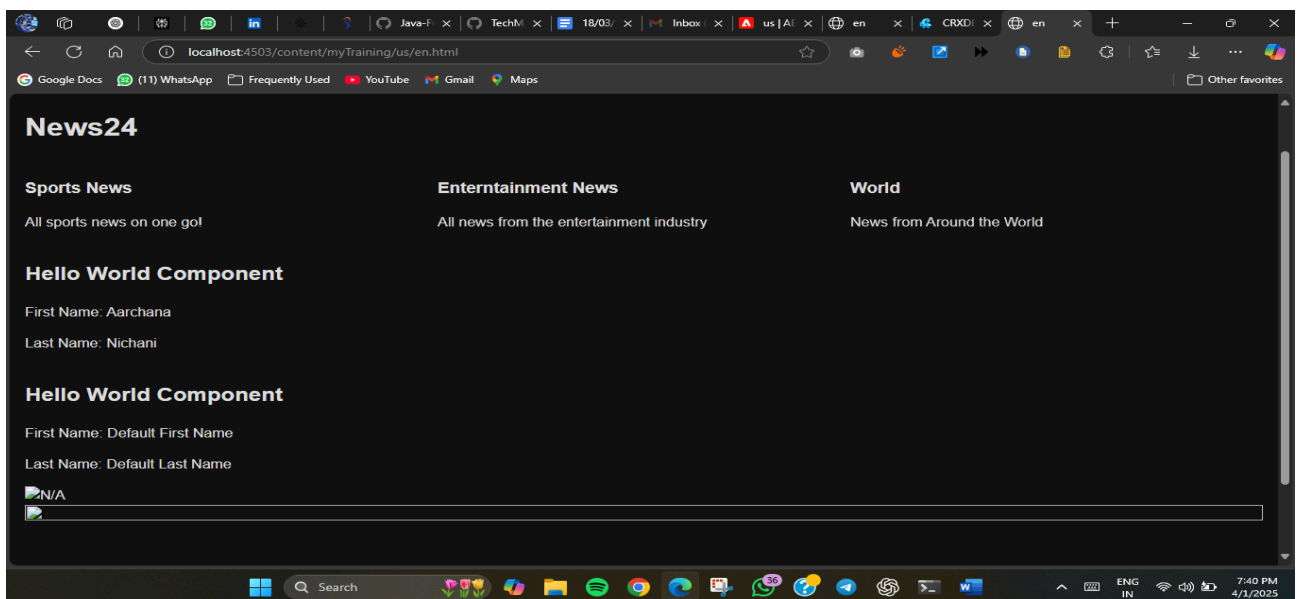 Java-Fi
TechM
18/03/
Inbox
us | AE
en
CRXDE
en
localhost:4503/content/myTraining/us/en.html
Google Docs
(11) WhatsApp
Frequently Used
YouTube
Gmail
Maps
Other favorites
News24
Sports News Enterntainment News World
All sports news on one go! All news from the entertainment industry News from Around the World
Hello World Component
First Name: Aarchana
Last Name: Nichani
Hello World Component
First Name: Default First Name
Last Name: Default Last Name
N/A
Search
36
ENG
IN
7:40 PM
4/1/2025